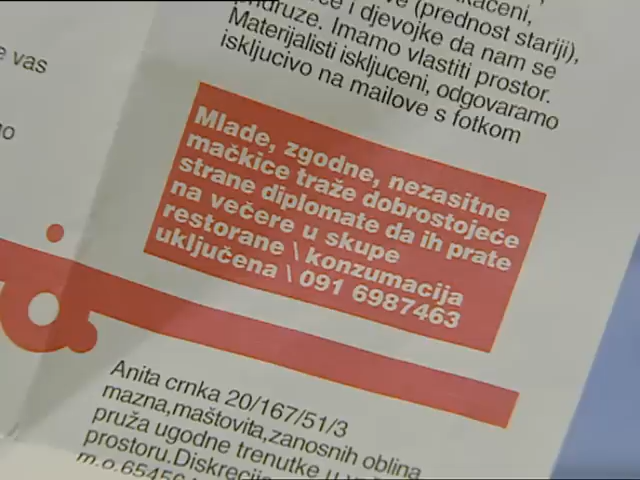 (prednost stariji),
i djevojke da nam se
Imamo vlastiti prostor.
Materijalisti isključeni, odgovaramo
isključivo na mailove s fotkom
e vas
Mlade, zgodne, nezasitne
mačkice traže dobrostojeće
strane diplomate da ih prate
na večere u skupe
restorane \ konzumacija
uključena \ 091 6987463
Anita crnka 20/167/51/3
mazna,maštovita,zanosnih oblina
pruža ugodne trenutke u
prostoru.Diskrecija